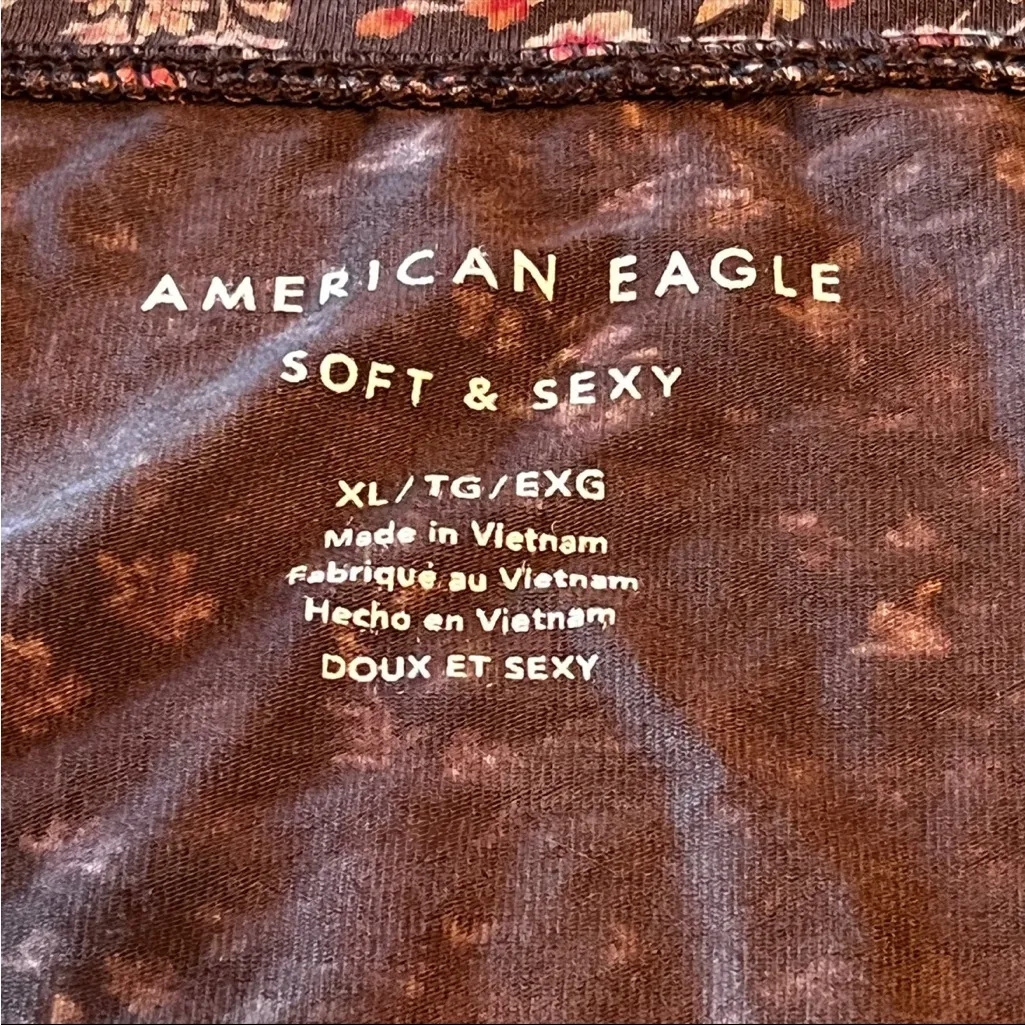 AMERICAN EAGLE
SOFT & SEXY
XL/TG/EXG
Made in Vietnam
Fabriqué au Vietnam
Hecho en Vietnam
DOUX ET SEXY